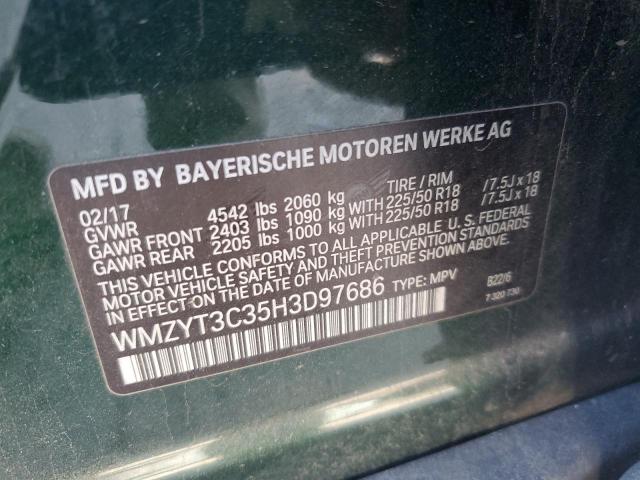 MFD BY BAYERISCHE MOTOREN WERKE AG
02/17 TIRE / RIM
GVWR 4542 lbs 2060 kg
GAWR FRONT 2403 lbs 1090 kg WITH 225/50 R18 /7.5J x 18
GAWR REAR 2205 lbs 1000 kg WITH 225/50 R18 /7.5J x 18
THIS VEHICLE CONFORMS TO ALL APPLICABLE U. S. FEDERAL
MOTOR VEHICLE SAFETY AND THEFT PREVENTION STANDARDS
IN EFFECT ON THE DATE OF MANUFACTURE SHOWN ABOVE.
WMZYT3C35H3D97686 TYPE: MPV B22/6
7 320 730